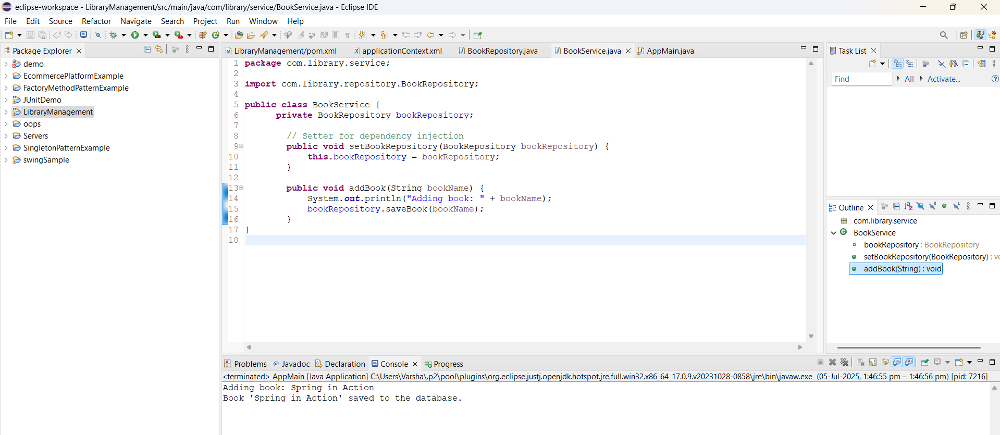 eclipse-workspace - LibraryManagement/src/main/java/com/library/service/BookService.java - Eclipse IDE
File Edit Source Refactor Navigate Search Project Run Window Help
Package Explorer
demo
EcommercePlatformExample
FactoryMethodPatternExample
JUnitDemo
LibraryManagement
oops
Servers
SingletonPatternExample
swingSample
LibraryManagement/pom.xml applicationContext.xml BookRepository.java BookService.java AppMain.java
1 package com.library.service;
2
3 import com.library.repository.BookRepository;
4
5 public class BookService {
6 private BookRepository bookRepository;
7
8 // Setter for dependency injection
9 public void setBookRepository(BookRepository bookRepository) {
10 this.bookRepository = bookRepository;
11 }
12
13 public void addBook(String bookName) {
14 System.out.println("Adding book: " + bookName);
15 bookRepository.saveBook(bookName);
16 }
17 }
18
Task List
Find All Activate...
Outline
com.library.service
BookService
bookRepository : BookRepository
setBookRepository(BookRepository) : vo
addBook(String) : void
Problems Javadoc Declaration Console Progress
<terminated> AppMain [Java Application] C:\Users\Varsha\.p2\pool\plugins\org.eclipse.justj.openjdk.hotspot.jre.full.win32.x86_64_17.0.9.v20231028-0858\jre\bin\javaw.exe (05-Jul-2025, 1:46:55 pm – 1:46:56 pm) [pid: 7216]
Adding book: Spring in Action
Book 'Spring in Action' saved to the database.